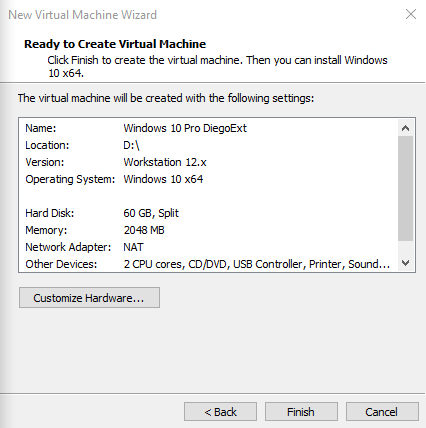 New Virtual Machine Wizard
Ready to Create Virtual Machine
Click Finish to create the virtual machine. Then you can install Windows
10 x64.
The virtual machine will be created with the following settings:
Name: Windows 10 Pro DiegoExt
Location: D:\
Version: Workstation 12.x
Operating System: Windows 10 x64
Hard Disk: 60 GB, Split
Memory: 2048 MB
Network Adapter: NAT
Other Devices: 2 CPU cores, CD/DVD, USB Controller, Printer, Sound...
Customize Hardware...
< Back Finish Cancel